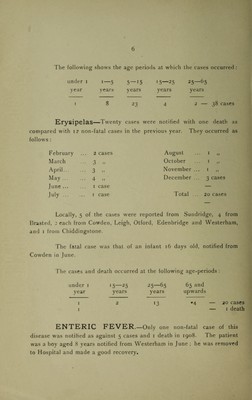 6
The following shows the age periods at which the cases occurred:
under 1 1—5 5—15 15—25 25—65
year years years years years
1 8 23 4 2 — 38 cases
Erysipelas—Twenty cases were notified with one death as
compared with 12 non-fatal cases in the previous year. They occurred as
follows:
February ... 2 cases August ... 1 „
March ... 3 „ October ... 1 „
April ... 3 „ November ... 1 „
May ... 4 „ December ... 3 cases
June ... 1 case
July ... 1 case Total 20 cases
Locally, 5 of the cases were reported from Sundridge, 4 from
Brasted, 2 each from Cowden, Leigh, Otford, Edenbridge and Westerham,
and 1 from Chiddingstone.
The fatal case was that of an infant 16 days old, notified from
Cowden in June.
The cases and death occurred at the following age-periods:
under 1 15—25 25—65 65 and
year years years upwards
1 2 13 *4 — 20 cases
1 — 1 death
ENTERIC FEVER.—Only one non-fatal case of this
disease was notified as against 5 cases and 1 death in 1908. The patient
was a boy aged 8 years notified from Westerham in June: he was removed
to Hospital and made a good recovery.